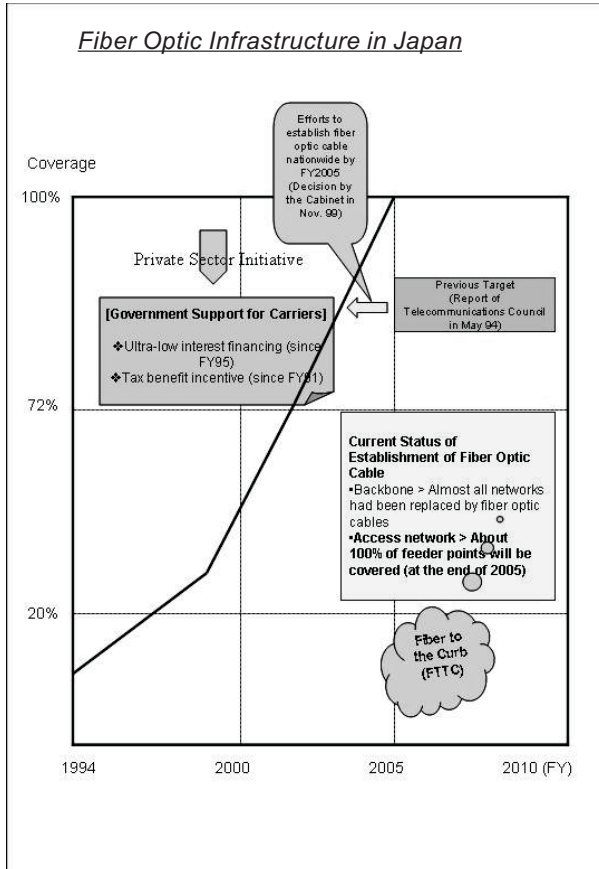 Fiber Optic Infrastructure in Japan
Efforts to
establish fiber
optic cable
nationwide by
FY2005
(Decision by
the Cabinet in
Nov. 99)
Coverage
100%
Private Sector Initiative
Previous Target
(Report of
Telecommunications Council
in May 94)
[Government Support for Carriers]
❖Ultra-low interest financing (since
FY95)
❖Tax benefit incentive (since FY91)
72%
Current Status of
Establishment of Fiber Optic
Cable
•Backbone > Almost all networks
had been replaced by fiber optic
cables
•Access network > About
100% of feeder points will be
covered (at the end of 2005)
20%
Fiber to
the Curb
(FTTC)
1994 2000 2005 2010 (FY)